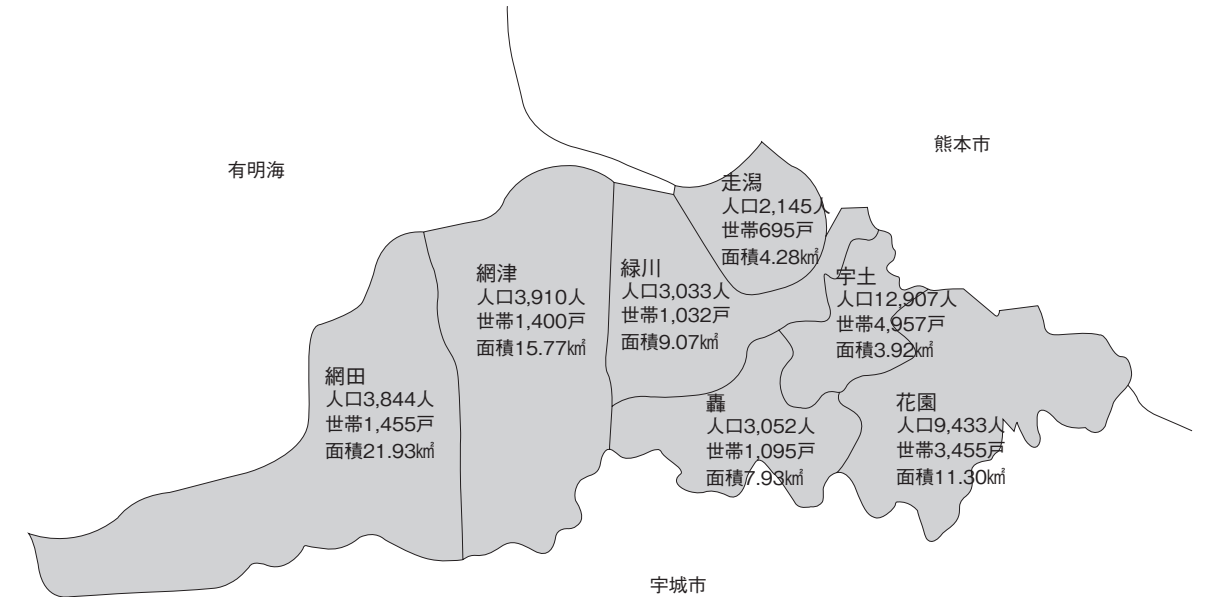 有明海
熊本市
走潟
人口2,145人
世帯695戸
面積4.28㎢
網津
人口3,910人
世帯1,400戸
面積15.77㎢
緑川
人口3,033人
世帯1,032戸
面積9.07㎢
宇土
人口12,907人
世帯4,957戸
面積3.92㎢
網田
人口3,844人
世帯1,455戸
面積21.93㎢
轟
人口3,052人
世帯1,095戸
面積7.93㎢
花園
人口9,433人
世帯3,455戸
面積11.30㎢
宇城市